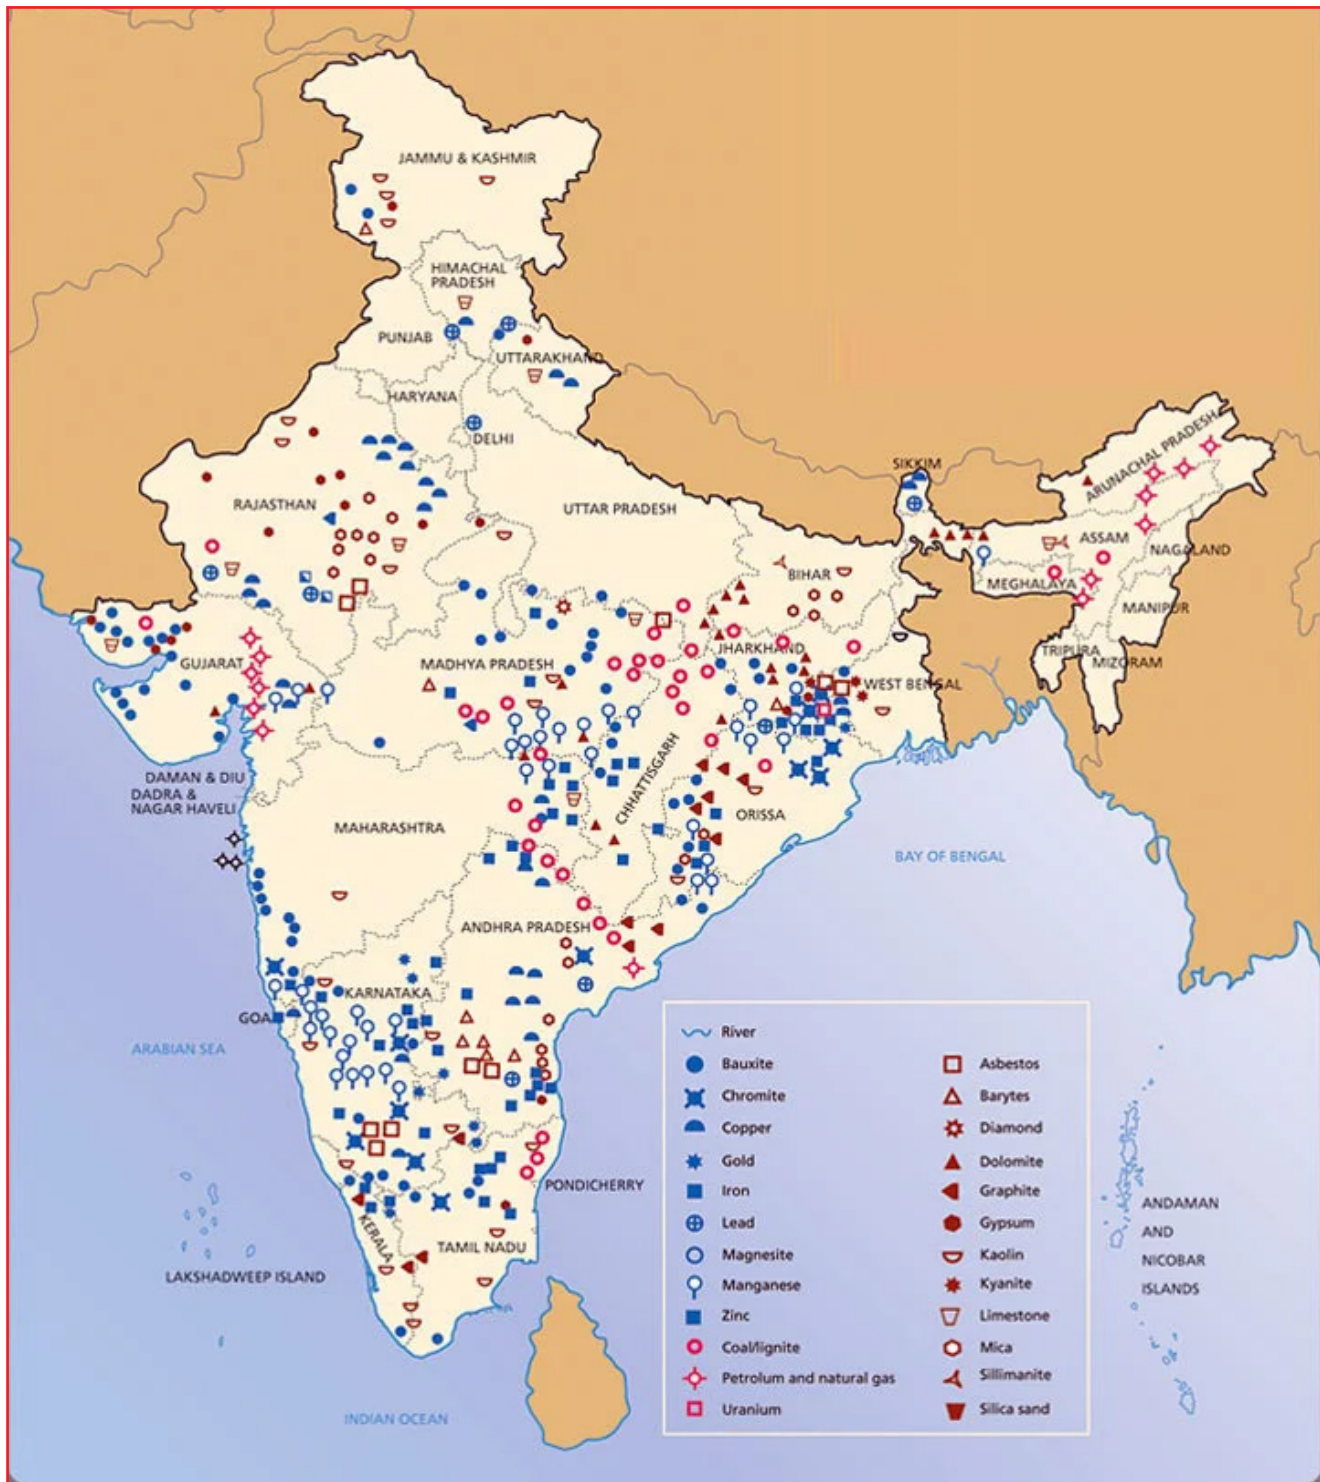 JAMMU & KASHMIR
HIMACHAL
PRADESH
PUNJAB
UTTARAKHAND
HARYANA
DELHI
SIKKIM
ARUNACHAL PRADESH
RAJASTHAN
UTTAR PRADESH
ASSAM
NAGALAND
BIHAR
MEGHALAYA
MANIPUR
GUJARAT
MADHYA PRADESH
JHARKHAND
TRIPURA
MIZORAM
WEST BENGAL
DAMAN & DIU
DADRA &
NAGAR HAVELI
CHHATTISGARH
ORISSA
MAHARASHTRA
BAY OF BENGAL
ANDHRA PRADESH
KARNATAKA
GOA
ARABIAN SEA
PONDICHERRY
KERALA
TAMIL NADU
LAKSHADWEEP ISLAND
ANDAMAN
AND
NICOBAR
ISLANDS
INDIAN OCEAN
River
Bauxite
Chromite
Copper
Gold
Iron
Lead
Magnesite
Manganese
Zinc
Coal/lignite
Petrolum and natural gas
Uranium
Asbestos
Barytes
Diamond
Dolomite
Graphite
Gypsum
Kaolin
Kyanite
Limestone
Mica
Sillimanite
Silica sand